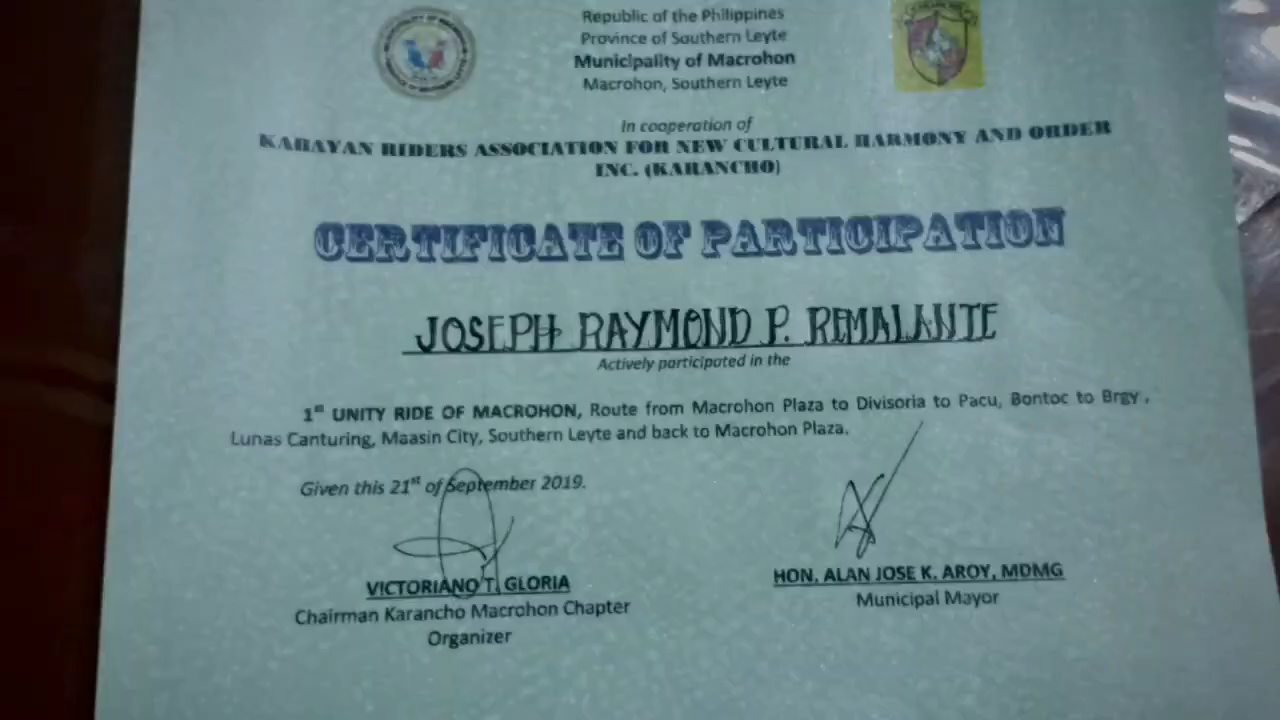 Republic of the Philippines
Province of Southern Leyte
Municipality of Macrohon
Macrohon, Southern Leyte
In cooperation of
KABAYAN RIDERS ASSOCIATION FOR NEW CULTURAL HARMONY AND ORDER
INC. (KARANCHO)
CERTIFICATE OF PARTICIPATION
JOSEPH RAYMOND P. REMALANTE
Actively participated in the
1st UNITY RIDE OF MACROHON, Route from Macrohon Plaza to Divisoria to Pacu, Bontoc to Brgy,
Lunas Canturing, Maasin City, Southern Leyte and back to Macrohon Plaza.
Given this 21st of September 2019.
VICTORIANO T. GLORIA
Chairman Karancho Macrohon Chapter
Organizer
HON. ALAN JOSE K. AROY, MDMG
Municipal Mayor